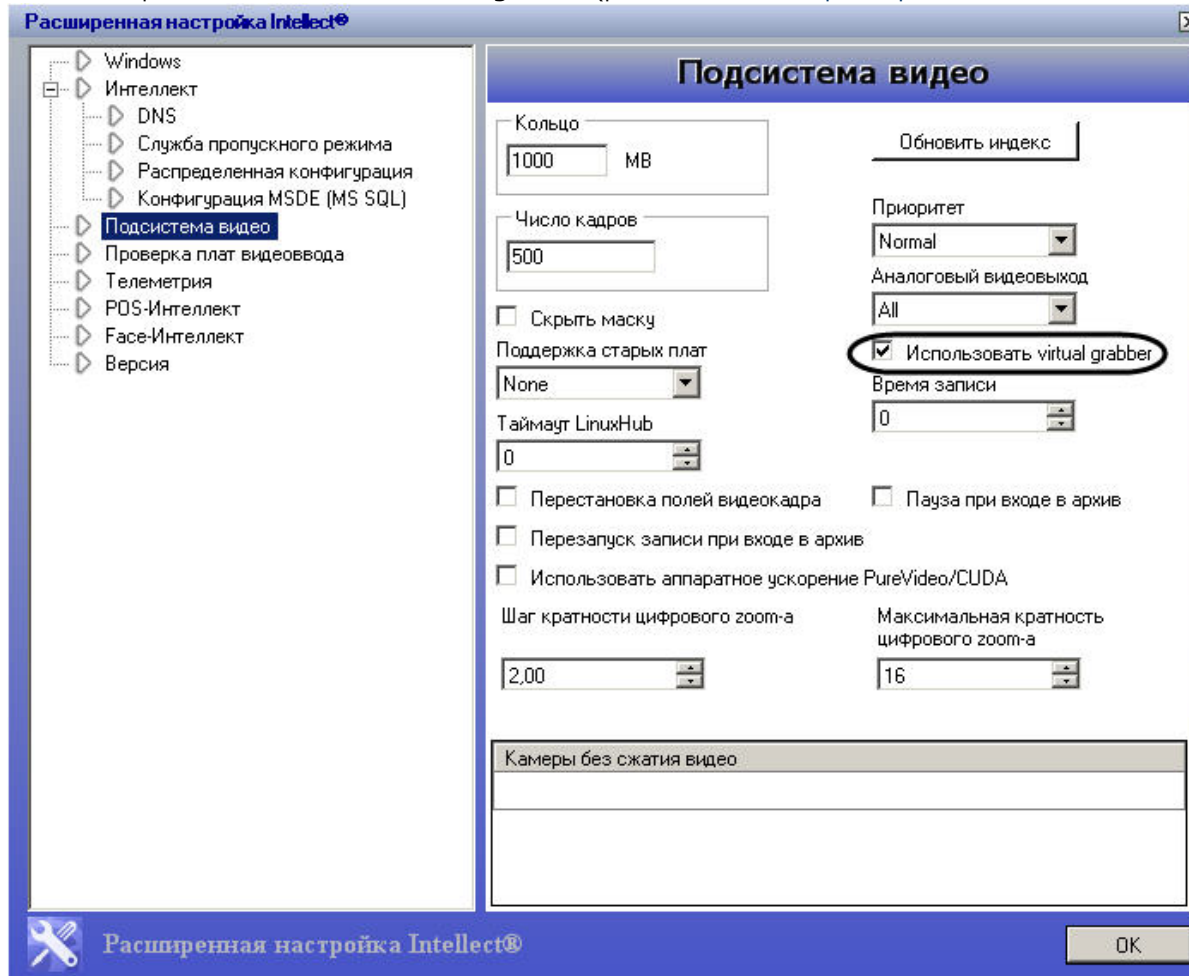 Расширенная настройка Intellect®
Windows
Интеллект
DNS
Служба пропускного режима
Распределенная конфигурация
Конфигурация MSDE (MS SQL)
Подсистема видео
Проверка плат видеоввода
Телеметрия
POS-Интеллект
Face-Интеллект
Версия
Подсистема видео
Кольцо
1000 MB
Обновить индекс
Число кадров
500
Приоритет
Normal
Аналоговый видеовыход
All
Скрыть маску
Использовать virtual grabber
Поддержка старых плат
None
Время записи
0
Таймаут LinuxHub
0
Перестановка полей видеокадра
Пауза при входе в архив
Перезапуск записи при входе в архив
Использовать аппаратное ускорение PureVideo/CUDA
Шаг кратности цифрового zoom-а
2,00
Максимальная кратность
цифрового zoom-а
16
Камеры без сжатия видео
Расширенная настройка Intellect®
OK